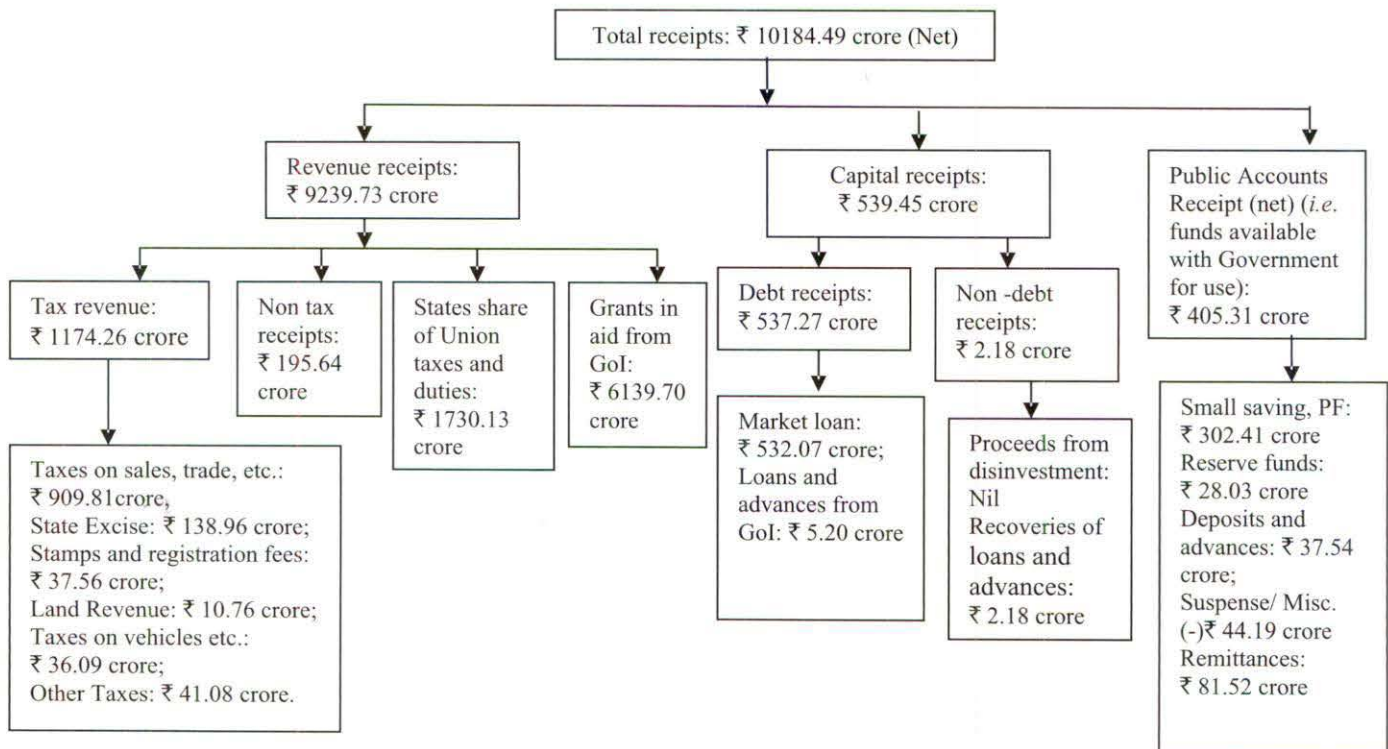 Total receipts: ₹ 10184.49 crore (Net)
Revenue receipts:
₹ 9239.73 crore
Capital receipts:
₹ 539.45 crore
Public Accounts
Receipt (net) (i.e.
funds available
with Government
for use):
₹ 405.31 crore
Tax revenue:
₹ 1174.26 crore
Non tax
receipts:
₹ 195.64
crore
States share
of Union
taxes and
duties:
₹ 1730.13
crore
Grants in
aid from
GoI:
₹ 6139.70
crore
Debt receipts:
₹ 537.27 crore
Non -debt
receipts:
₹ 2.18 crore
Taxes on sales, trade, etc.:
₹ 909.81crore,
State Excise: ₹ 138.96 crore;
Stamps and registration fees:
₹ 37.56 crore;
Land Revenue: ₹ 10.76 crore;
Taxes on vehicles etc.:
₹ 36.09 crore;
Other Taxes: ₹ 41.08 crore.
Market loan:
₹ 532.07 crore;
Loans and
advances from
GoI: ₹ 5.20 crore
Proceeds from
disinvestment:
Nil
Recoveries of
loans and
advances:
₹ 2.18 crore
Small saving, PF:
₹ 302.41 crore
Reserve funds:
₹ 28.03 crore
Deposits and
advances: ₹ 37.54
crore;
Suspense/ Misc.
(-)₹ 44.19 crore
Remittances:
₹ 81.52 crore